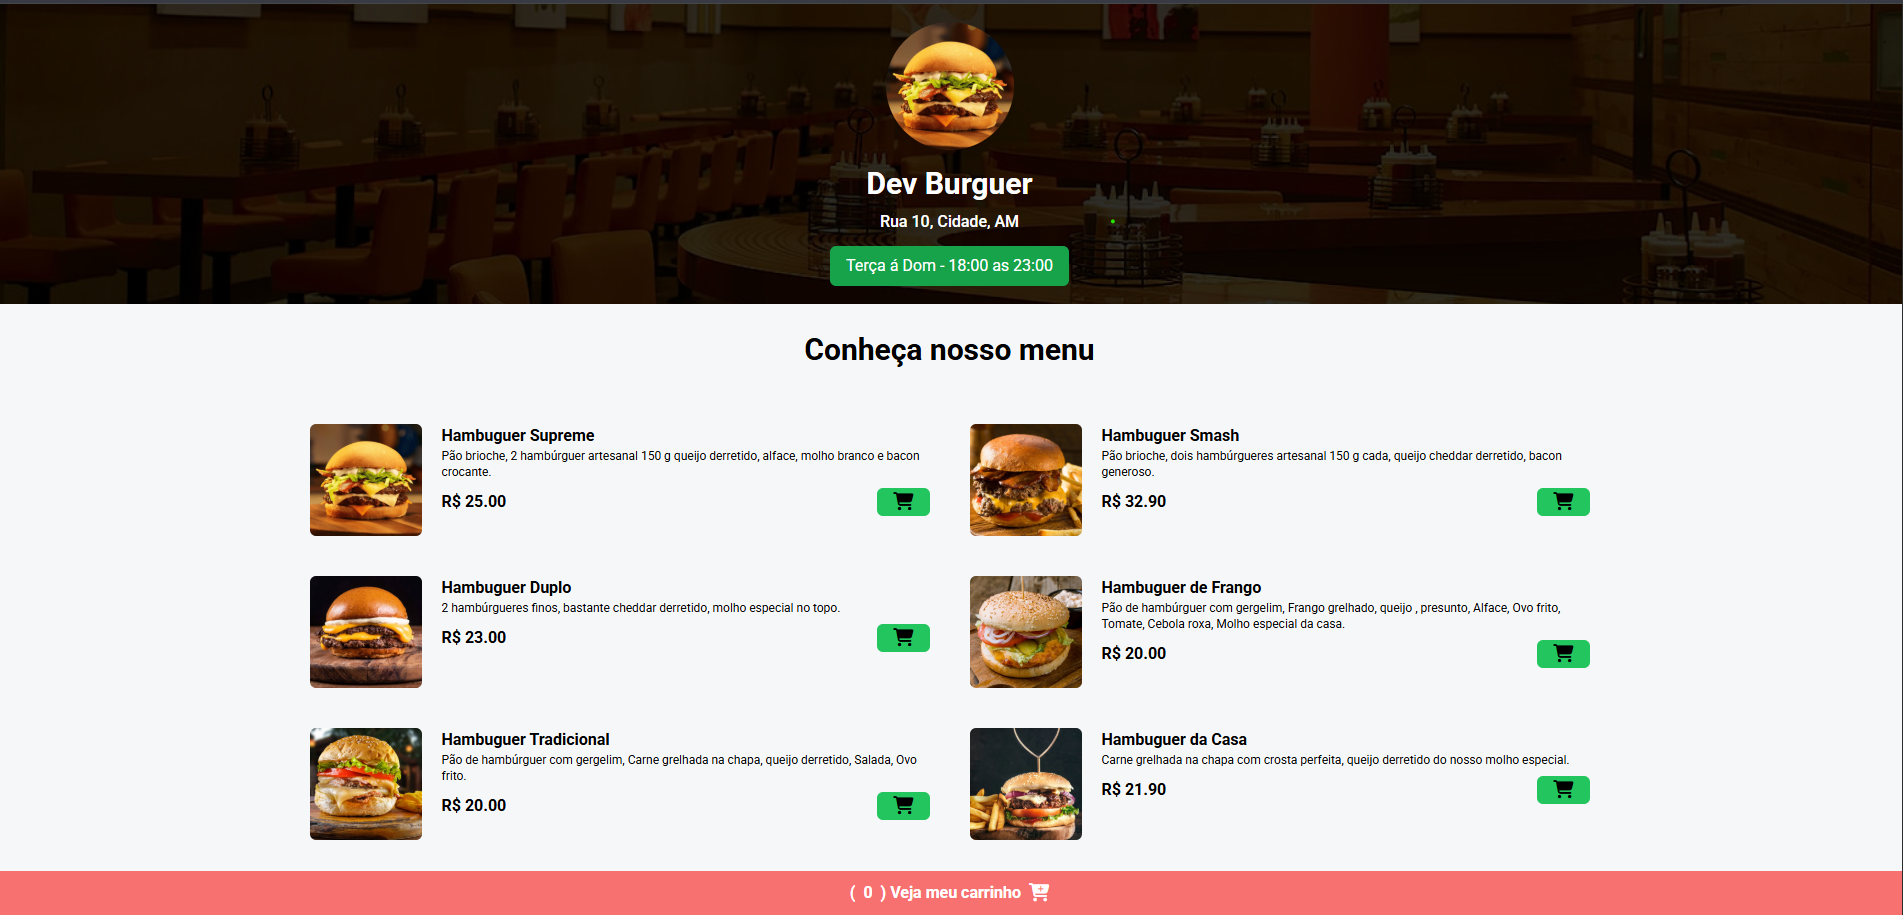 Dev Burguer
Rua 10, Cidade, AM
Terça á Dom - 18:00 as 23:00
Conheça nosso menu
Hambuguer Supreme
Pão brioche, 2 hambúrguer artesanal 150 g queijo derretido, alface, molho branco e bacon
crocante.
R$ 25.00
Hambuguer Smash
Pão brioche, dois hambúrgueres artesanal 150 g cada, queijo cheddar derretido, bacon
generoso.
R$ 32.90
Hambuguer Duplo
2 hambúrgueres finos, bastante cheddar derretido, molho especial no topo.
R$ 23.00
Hambuguer de Frango
Pão de hambúrguer com gergelim, Frango grelhado, queijo , presunto, Alface, Ovo frito,
Tomate, Cebola roxa, Molho especial da casa.
R$ 20.00
Hambuguer Tradicional
Pão de hambúrguer com gergelim, Carne grelhada na chapa, queijo derretido, Salada, Ovo
frito.
R$ 20.00
Hambuguer da Casa
Carne grelhada na chapa com crosta perfeita, queijo derretido do nosso molho especial.
R$ 21.90
( 0 ) Veja meu carrinho